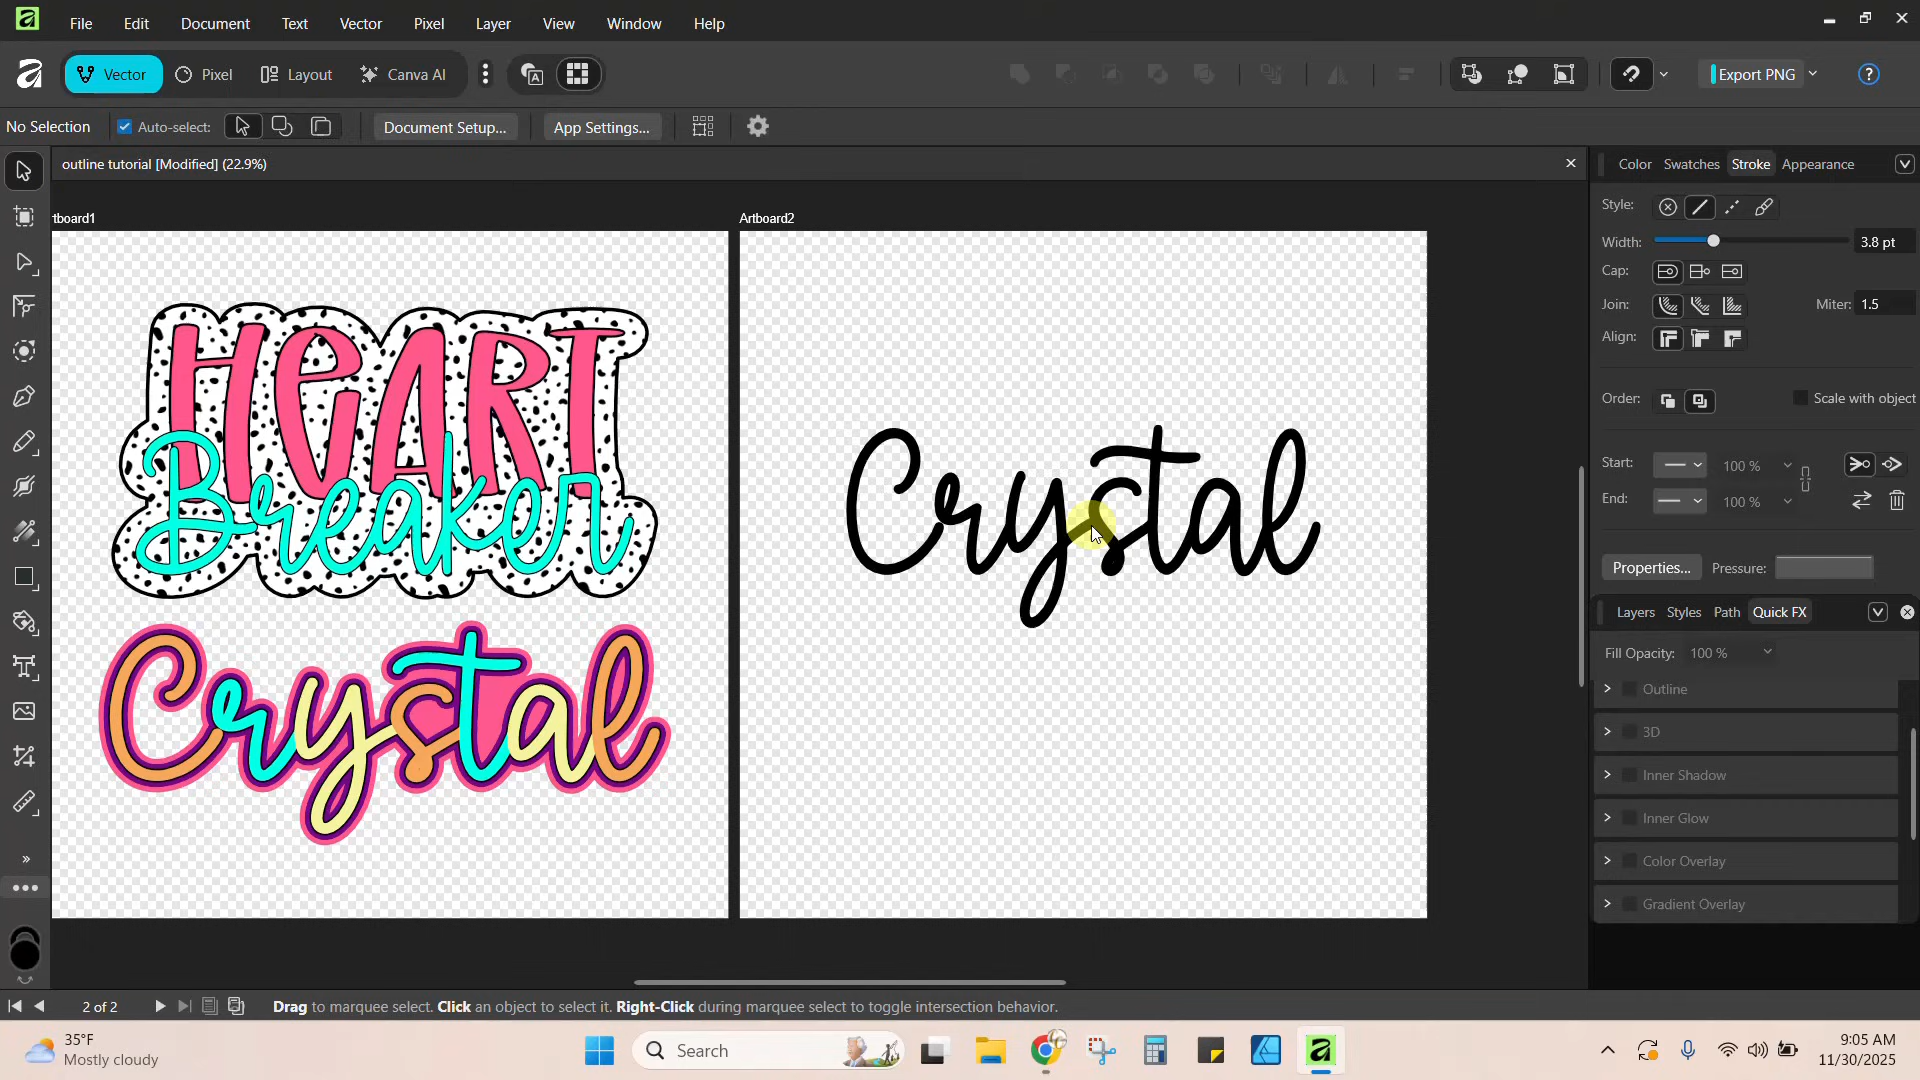 File Edit Document Text Vector Pixel Layer View Window Help
Vector Pixel Layout Canva AI Export PNG ?
No Selection Auto-select: Document Setup... App Settings...
outline tutorial [Modified] (22.9%)
Color Swatches Stroke Appearance
tboard1 Artboard2
Style:
Width: 3.8 pt
Cap:
Join: Miter: 1.5
Align:
Order: Scale with object
Start: 100 %
End: 100 %
Properties... Pressure:
HeART
Breaker
Crystal
Crystal
Layers Styles Path Quick FX
Fill Opacity: 100 %
Outline
3D
Inner Shadow
Inner Glow
Color Overlay
Gradient Overlay
2 of 2 Drag to marquee select. Click an object to select it. Right-Click during marquee select to toggle intersection behavior.
35°F
Mostly cloudy
Search
9:05 AM
11/30/2025